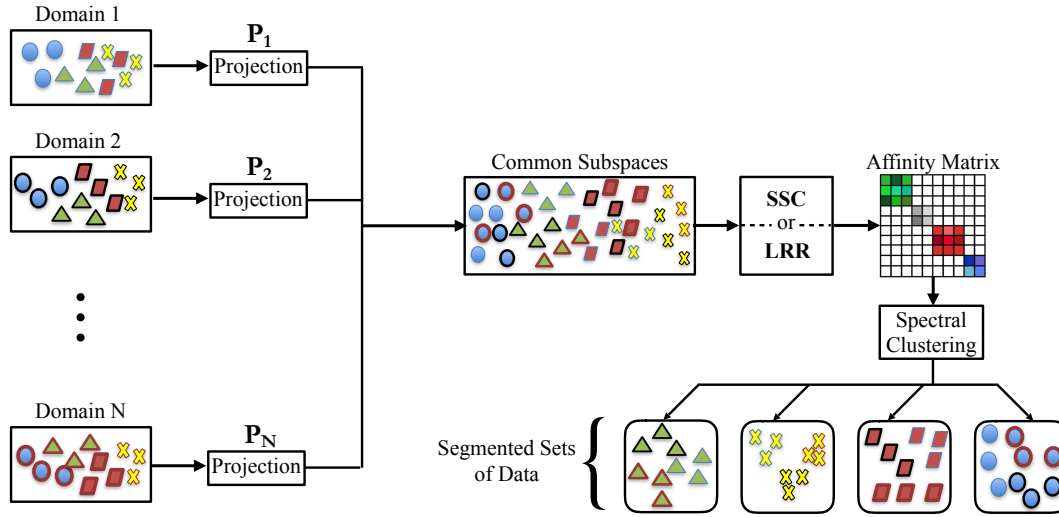 Domain 1
P1
Projection
Domain 2
P2
Projection
Common Subspaces
SSC
or
LRR
Affinity Matrix
Spectral
Clustering
Domain N
PN
Projection
Segmented Sets
of Data